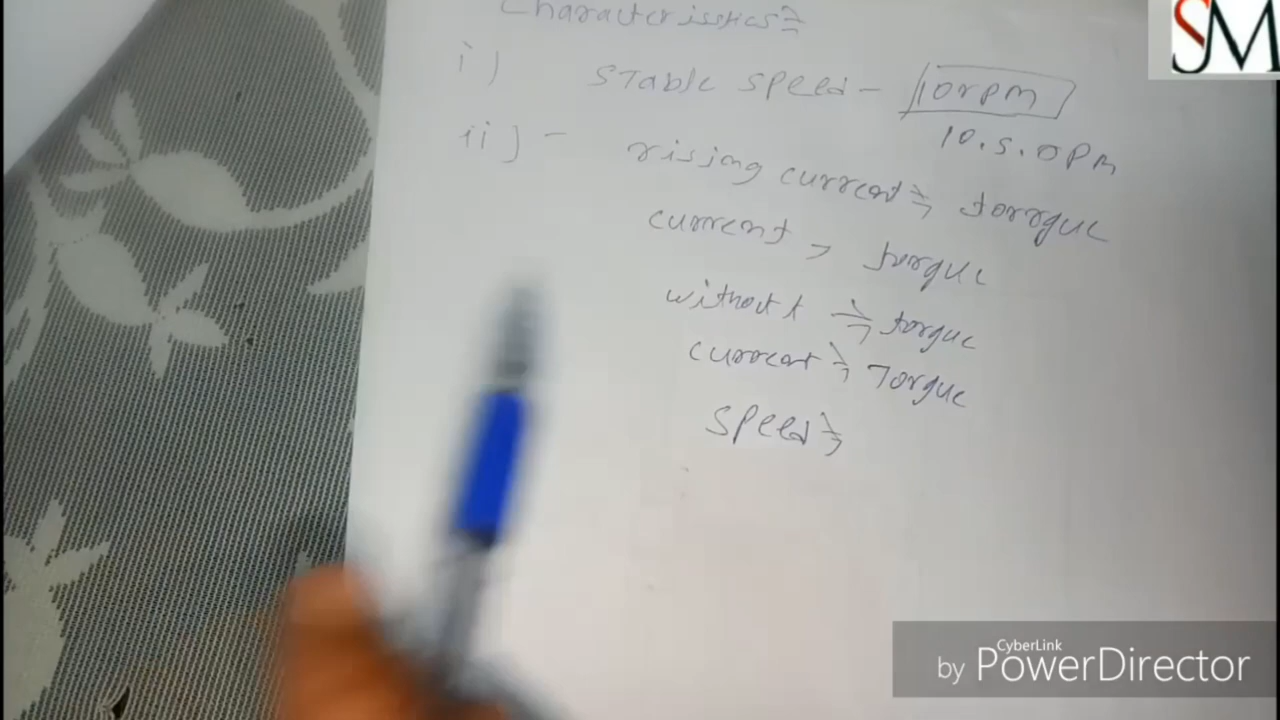 Characteristics⇒
SM
i) Stable speed - 10rpm
10.5.0pm
ii) - rising current⇒ torrque
current, torque
without ⇒ torque
current⇒ Torque
Speed⇒
CyberLink
by PowerDirector